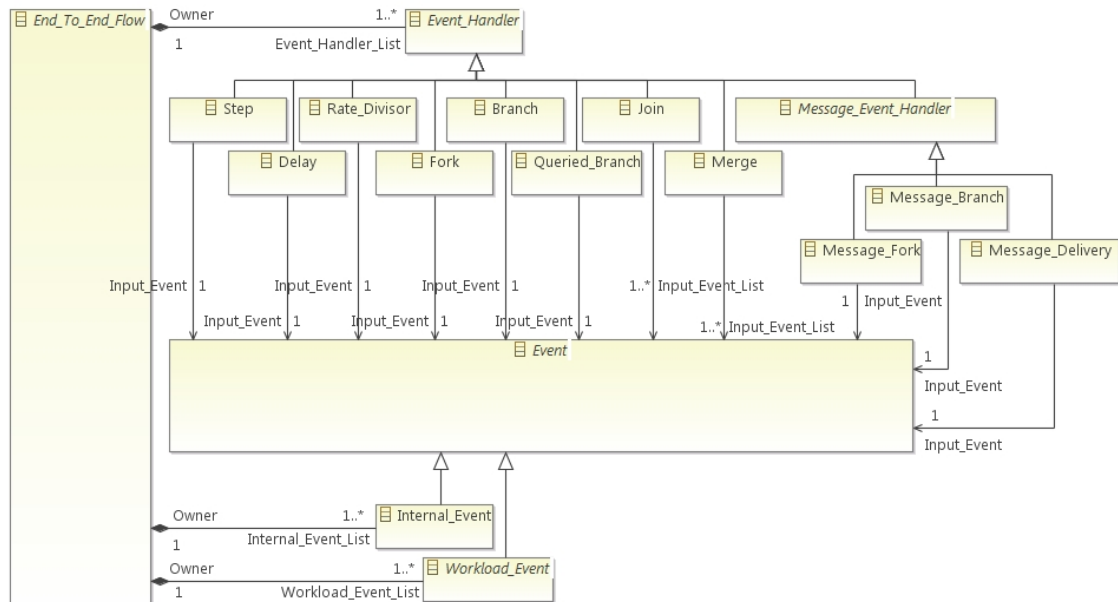 End_To_End_Flow
Owner
1..*
Event_Handler
1
Event_Handler_List
Step
Rate_Divisor
Branch
Join
Message_Event_Handler
Delay
Fork
Queried_Branch
Merge
Message_Branch
Message_Fork
Message_Delivery
Input_Event 1
Input_Event 1
1..* Input_Event_List
1 Input_Event
Input_Event 1
Input_Event 1
Input_Event 1
1..* Input_Event_List
Event
1
Input_Event
1
Input_Event
Owner
1..*
Internal_Event
1
Internal_Event_List
Owner
1..*
Workload_Event
1
Workload_Event_List